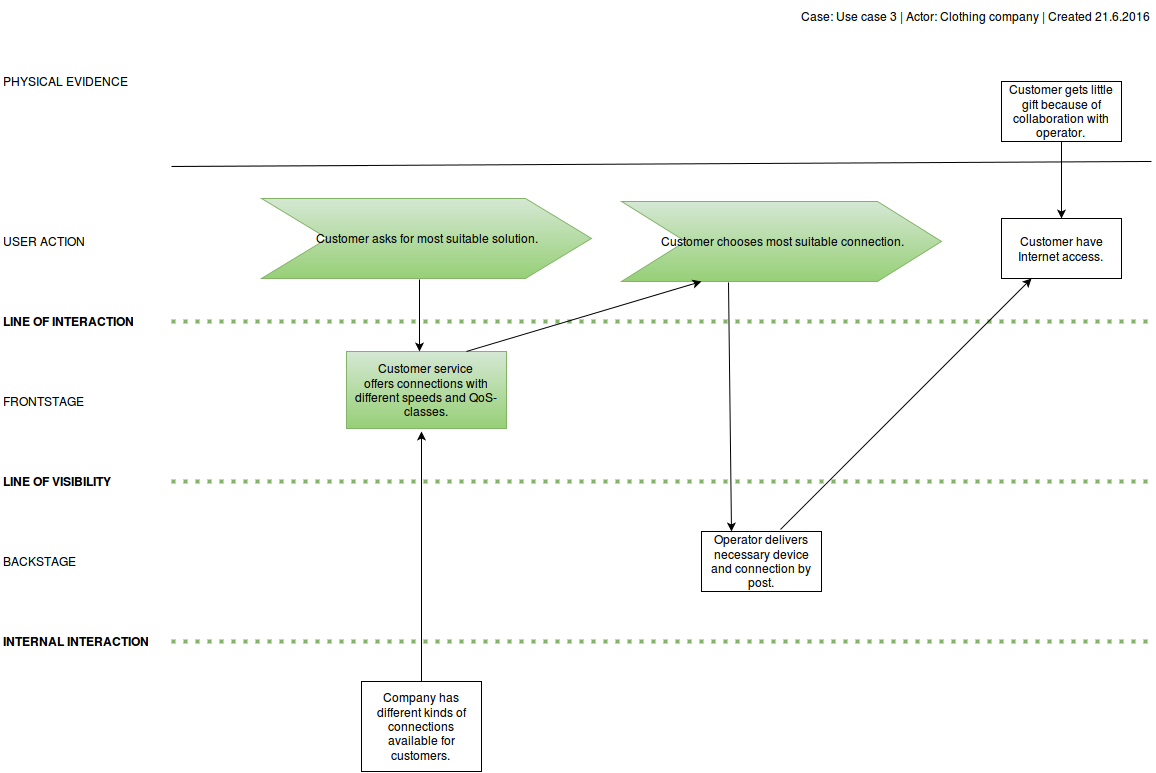 Case: Use case 3 | Actor: Clothing company | Created 21.6.2016
PHYSICAL EVIDENCE
Customer gets little
gift because of
collaboration with
operator.
USER ACTION
Customer asks for most suitable solution.
Customer chooses most suitable connection.
Customer have
Internet access.
LINE OF INTERACTION
Customer service
offers connections with
different speeds and QoS-
classes.
FRONTSTAGE
LINE OF VISIBILITY
BACKSTAGE
Operator delivers
necessary device
and connection by
post.
INTERNAL INTERACTION
Company has
different kinds of
connections
available for
customers.